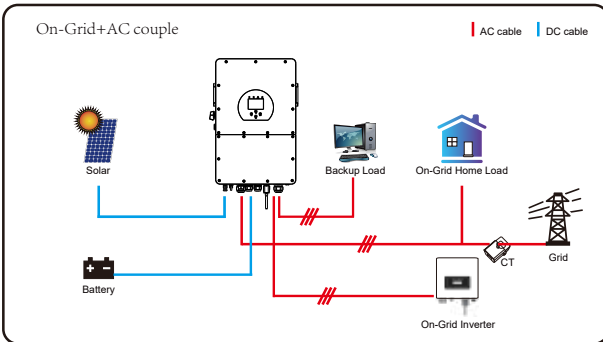 On-Grid+AC couple
AC cable
DC cable
Solar
Backup Load
On-Grid Home Load
CT
Grid
Battery
On-Grid Inverter